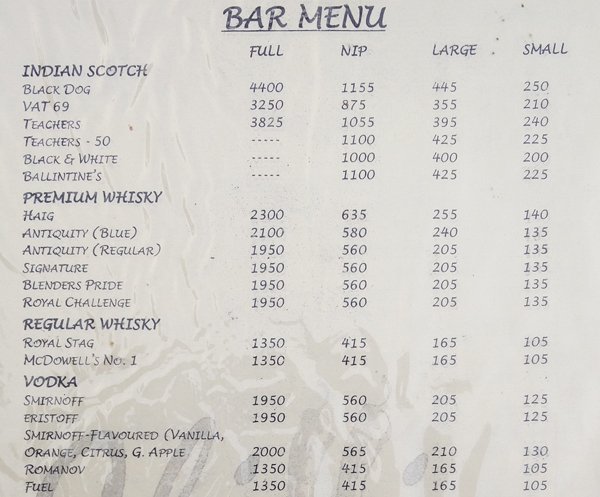 BAR MENU
FULL NIP LARGE SMALL
INDIAN SCOTCH
BLACK DOG 4400 1155 445 250
VAT 69 3250 875 355 210
TEACHERS 3825 1055 395 240
TEACHERS - 50 ----- 1100 425 225
BLACK & WHITE ----- 1000 400 200
BALLINTINE'S ----- 1100 425 225
PREMIUM WHISKY
HAIG 2300 635 255 140
ANTIQUITY (BLUE) 2100 580 240 135
ANTIQUITY (REGULAR) 1950 560 205 135
SIGNATURE 1950 560 205 135
BLENDERS PRIDE 1950 560 205 135
ROYAL CHALLENGE 1950 560 205 135
REGULAR WHISKY
ROYAL STAG 1350 415 165 105
MCDOWELL'S NO. 1 1350 415 165 105
VODKA
SMIRNOFF 1950 560 205 125
ERISTOFF 1950 560 205 125
SMIRNOFF-FLAVOURED (VANILLA,
ORANGE, CITRUS, G. APPLE 2000 565 210 130
ROMANOV 1350 415 165 105
FUEL 1350 415 165 105